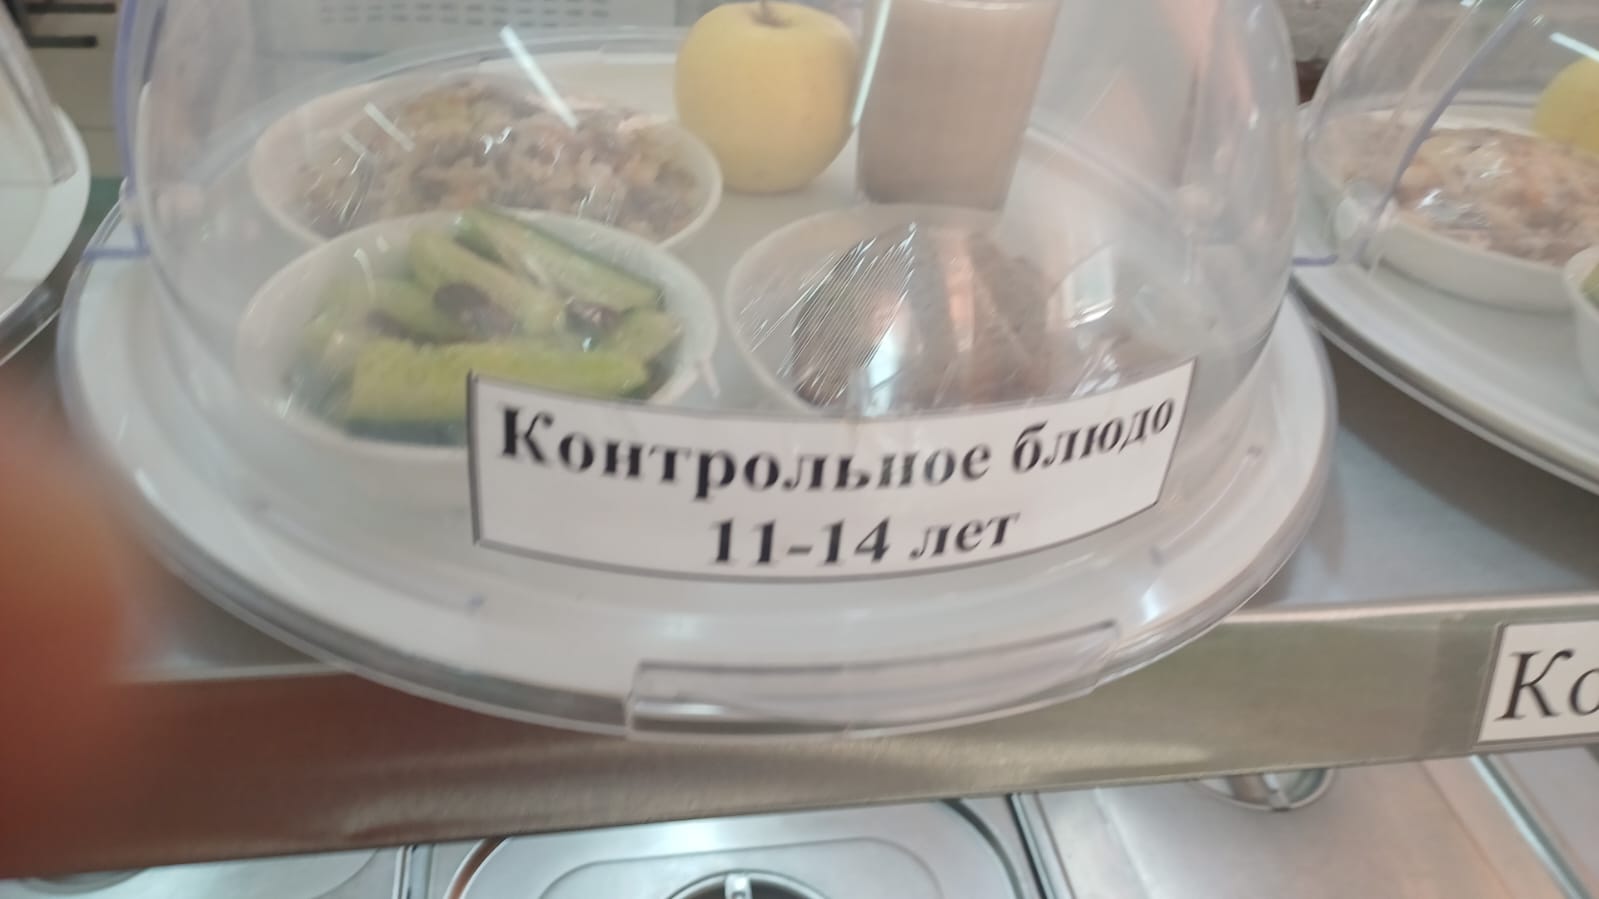 Контрольное блюдо
11-14 лет